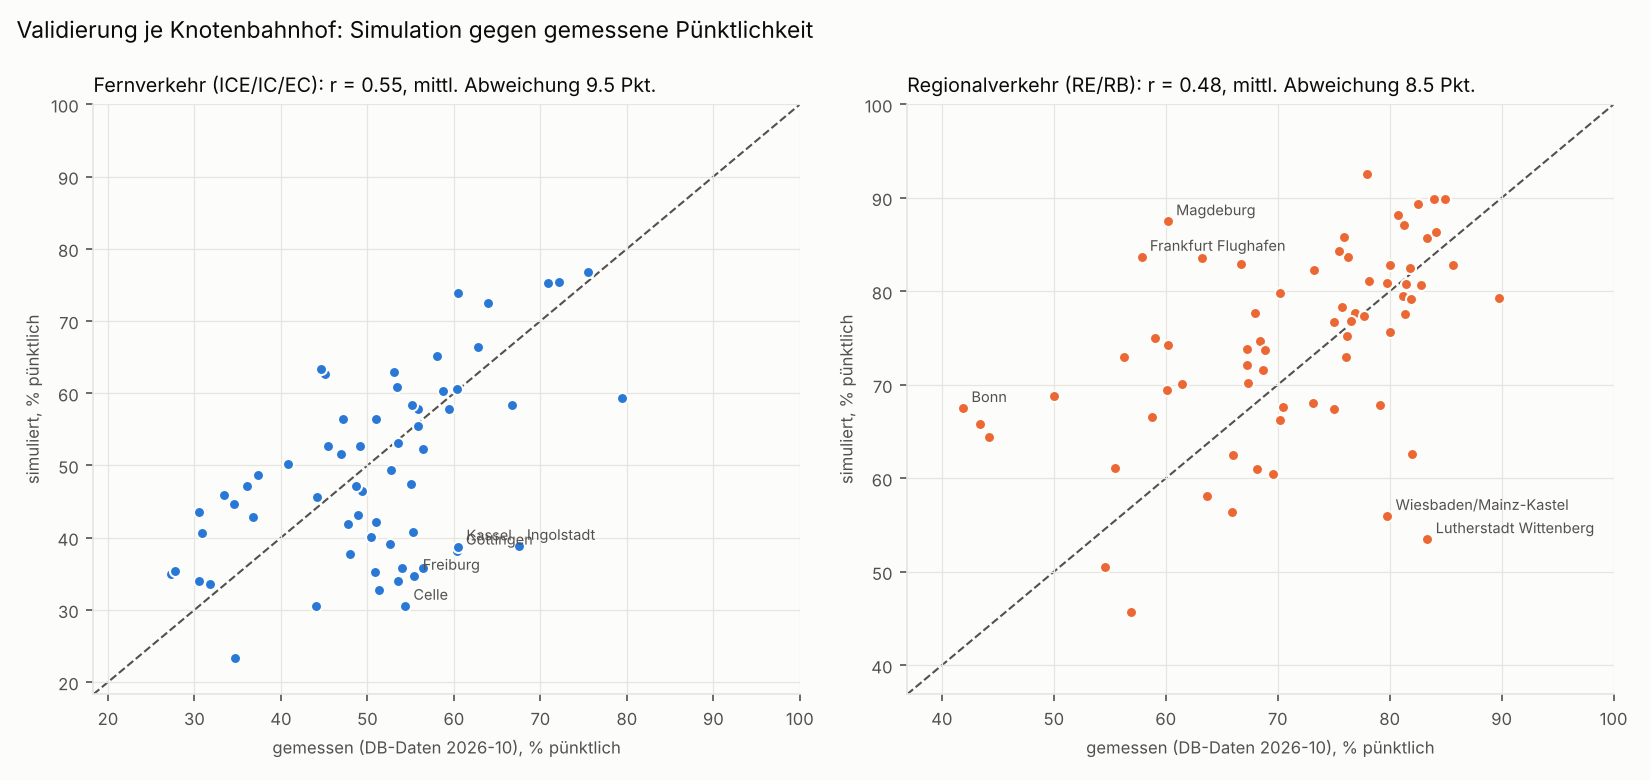 Validierung je Knotenbahnhof: Simulation gegen gemessene Pünktlichkeit
Fernverkehr (ICE/IC/EC): r = 0.55, mittl. Abweichung 9.5 Pkt.
100
90
80
70
60
50
40
30
20
simuliert, % pünktlich
Kassel
Ingolstadt
Göttingen
Freiburg
Celle
20 30 40 50 60 70 80 90 100
gemessen (DB-Daten 2026-10), % pünktlich
Regionalverkehr (RE/RB): r = 0.48, mittl. Abweichung 8.5 Pkt.
100
90
80
70
60
50
40
simuliert, % pünktlich
Magdeburg
Frankfurt Flughafen
Bonn
Wiesbaden/Mainz-Kastel
Lutherstadt Wittenberg
40 50 60 70 80 90 100
gemessen (DB-Daten 2026-10), % pünktlich